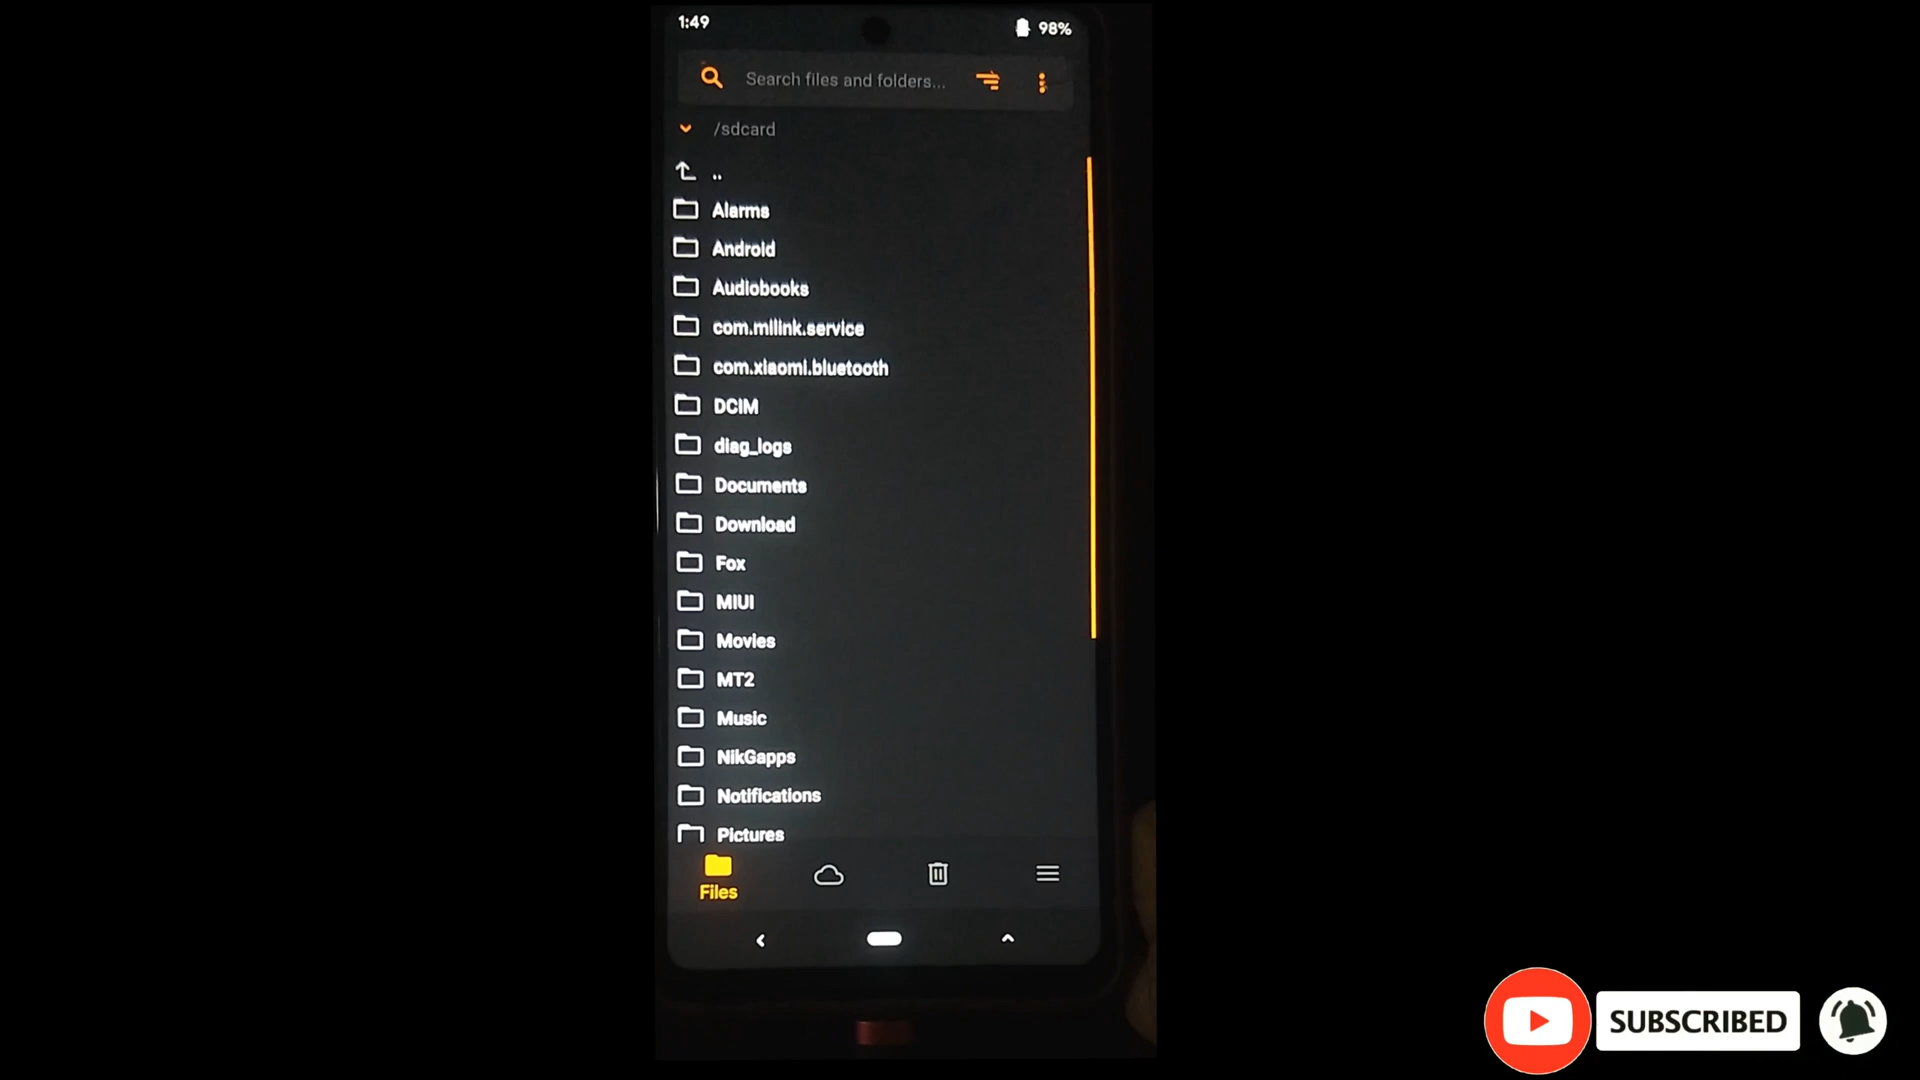 1:49
98%
Search files and folders...
/sdcard
..
Alarms
Android
Audiobooks
com.milink.service
com.xiaomi.bluetooth
DCIM
diag_logs
Documents
Download
Fox
MIUI
Movies
MT2
Music
NikGapps
Notifications
Pictures
Files
SUBSCRIBED